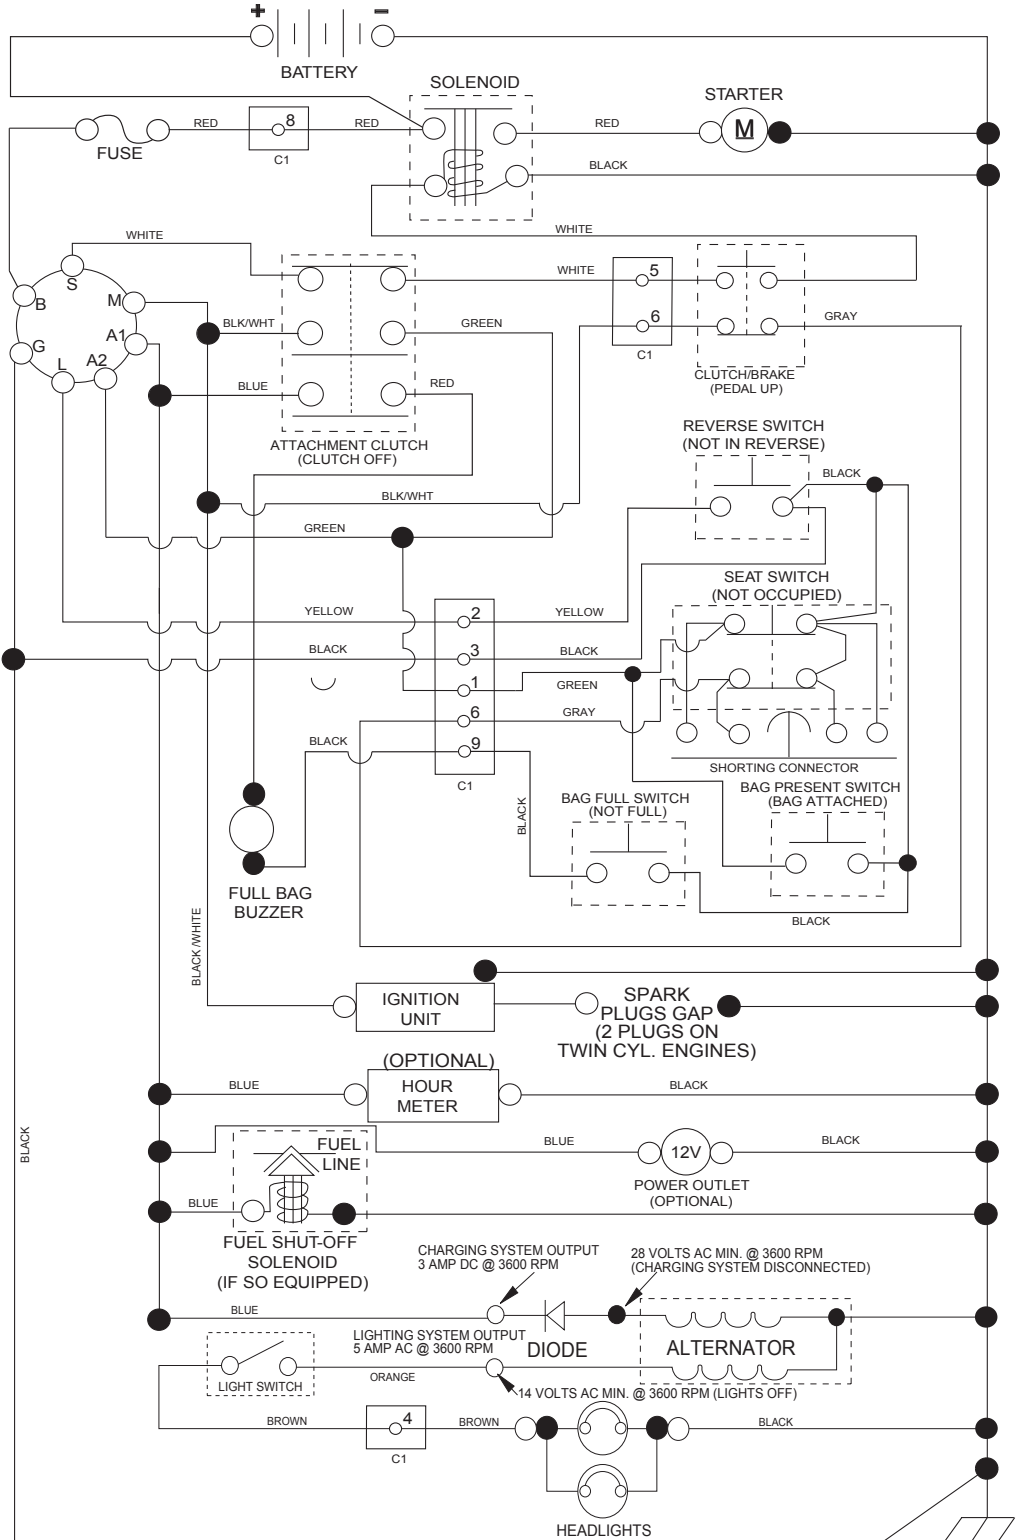 + -
BATTERY
SOLENOID
STARTER
RED
8
RED
RED
M
FUSE
C1
BLACK
WHITE
WHITE
S
B
M
G
A1
L
A2
WHITE
5
BLK/WHT
GREEN
6
GRAY
C1
BLUE
RED
CLUTCH/BRAKE
(PEDAL UP)
ATTACHMENT CLUTCH
(CLUTCH OFF)
REVERSE SWITCH
(NOT IN REVERSE)
BLACK
BLK/WHT
GREEN
SEAT SWITCH
(NOT OCCUPIED)
YELLOW
2
YELLOW
BLACK
3
BLACK
1
GREEN
6
GRAY
BLACK
9
C1
SHORTING CONNECTOR
BAG PRESENT SWITCH
(BAG ATTACHED)
BAG FULL SWITCH
(NOT FULL)
BLACK
FULL BAG
BUZZER
BLACK
BLACK /WHITE
IGNITION
UNIT
SPARK
PLUGS GAP
(2 PLUGS ON
TWIN CYL. ENGINES)
(OPTIONAL)
BLUE
HOUR
METER
BLACK
BLACK
FUEL
LINE
BLUE
12V
BLACK
POWER OUTLET
(OPTIONAL)
BLUE
FUEL SHUT-OFF
SOLENOID
(IF SO EQUIPPED)
CHARGING SYSTEM OUTPUT
3 AMP DC @ 3600 RPM
28 VOLTS AC MIN. @ 3600 RPM
(CHARGING SYSTEM DISCONNECTED)
BLUE
LIGHTING SYSTEM OUTPUT
5 AMP AC @ 3600 RPM
DIODE
ALTERNATOR
LIGHT SWITCH
ORANGE
14 VOLTS AC MIN. @ 3600 RPM (LIGHTS OFF)
BROWN
4
BROWN
BLACK
C1
HEADLIGHTS